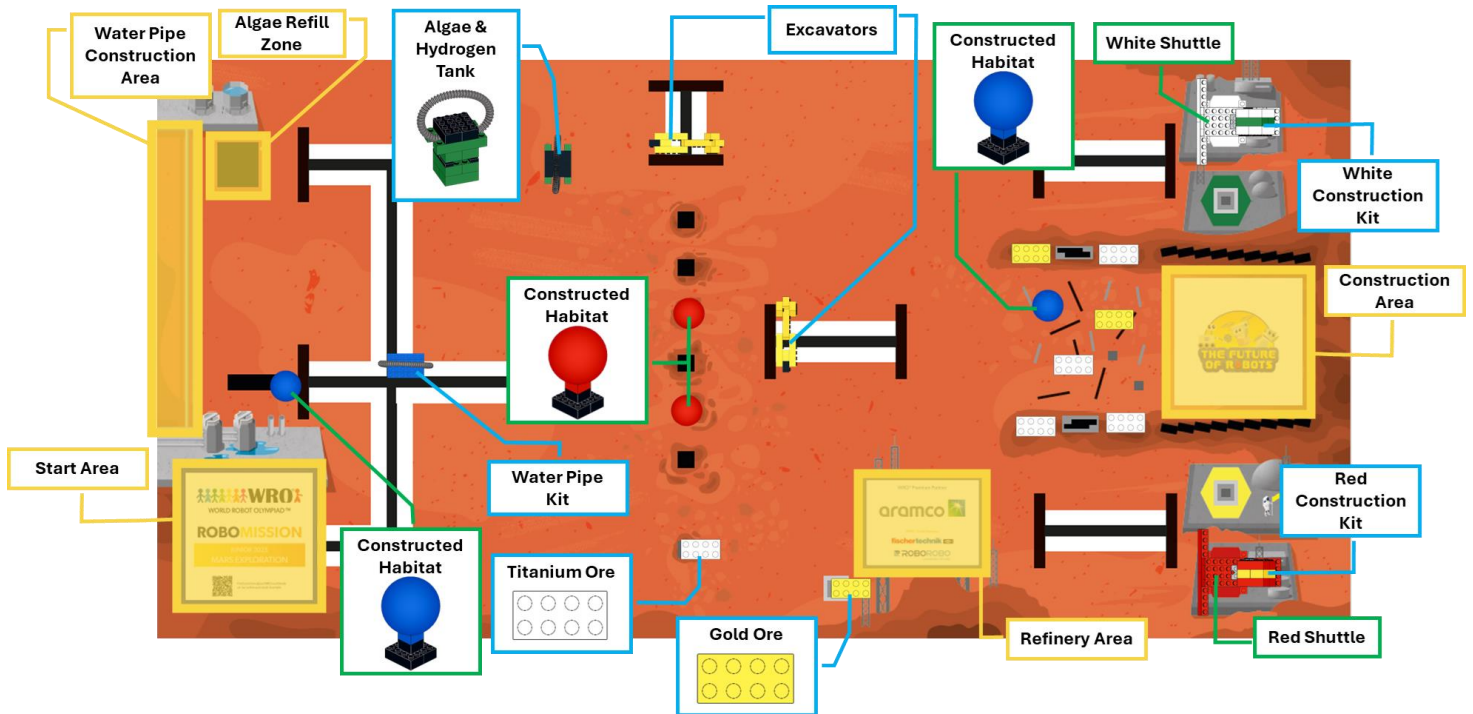 Water Pipe
Construction
Area
Algae Refill
Zone
Algae &
Hydrogen
Tank
Excavators
Constructed
Habitat
White Shuttle
White
Construction
Kit
Construction
Area
THE FUTURE
OF ROBOTS
Constructed
Habitat
Start Area
WRO
WORLD ROBOT OLYMPIAD™
ROBOMISSION
Water Pipe
Kit
Constructed
Habitat
Titanium Ore
Gold Ore
aramco
fischertechnik
ROBOROBO
Refinery Area
Red
Construction
Kit
Red Shuttle